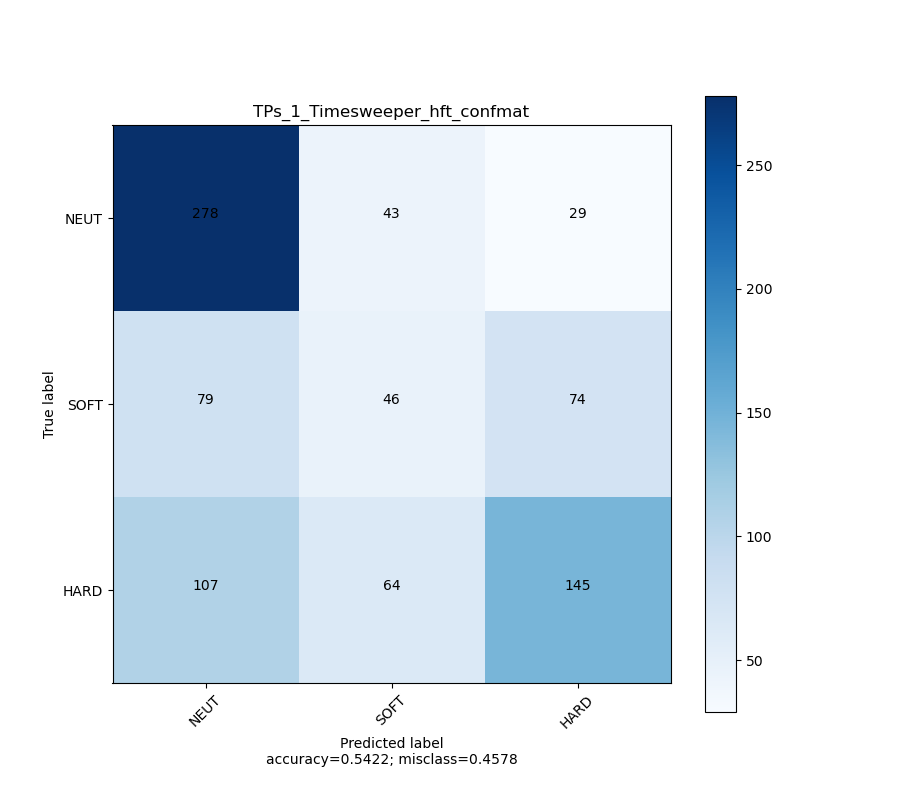 TPs_1_Timesweeper_hft_confmat
NEUT 278 43 29
SOFT 79 46 74
HARD 107 64 145
NEUT SOFT HARD
True label
Predicted label
accuracy=0.5422; misclass=0.4578
250
200
150
100
50